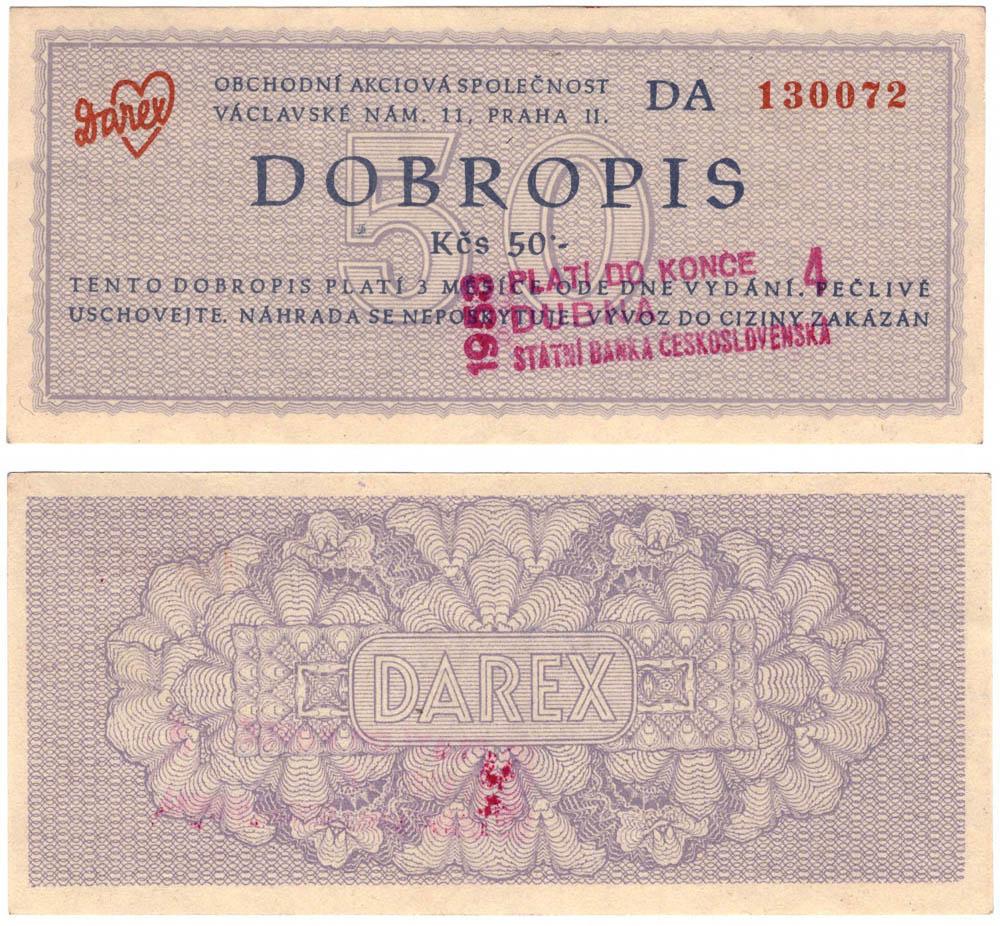 Darex
OBCHODNÍ AKCIOVÁ SPOLEČNOST
VÁCLAVSKÉ NÁM. 11, PRAHA II.
DA 130072
50
DOBROPIS
Kčs 50·-
TENTO DOBROPIS PLATÍ 3 MĚSÍCE ODE DNE VYDÁNÍ. PEČLIVĚ
USCHOVEJTE. NÁHRADA SE NEPOSKYTUJE. VÝVOZ DO CIZINY ZAKÁZÁN
1953
PLATÍ DO KONCE 4
DUBNA
STÁTNÍ BANKA ČESKOSLOVENSKÁ
DAREX